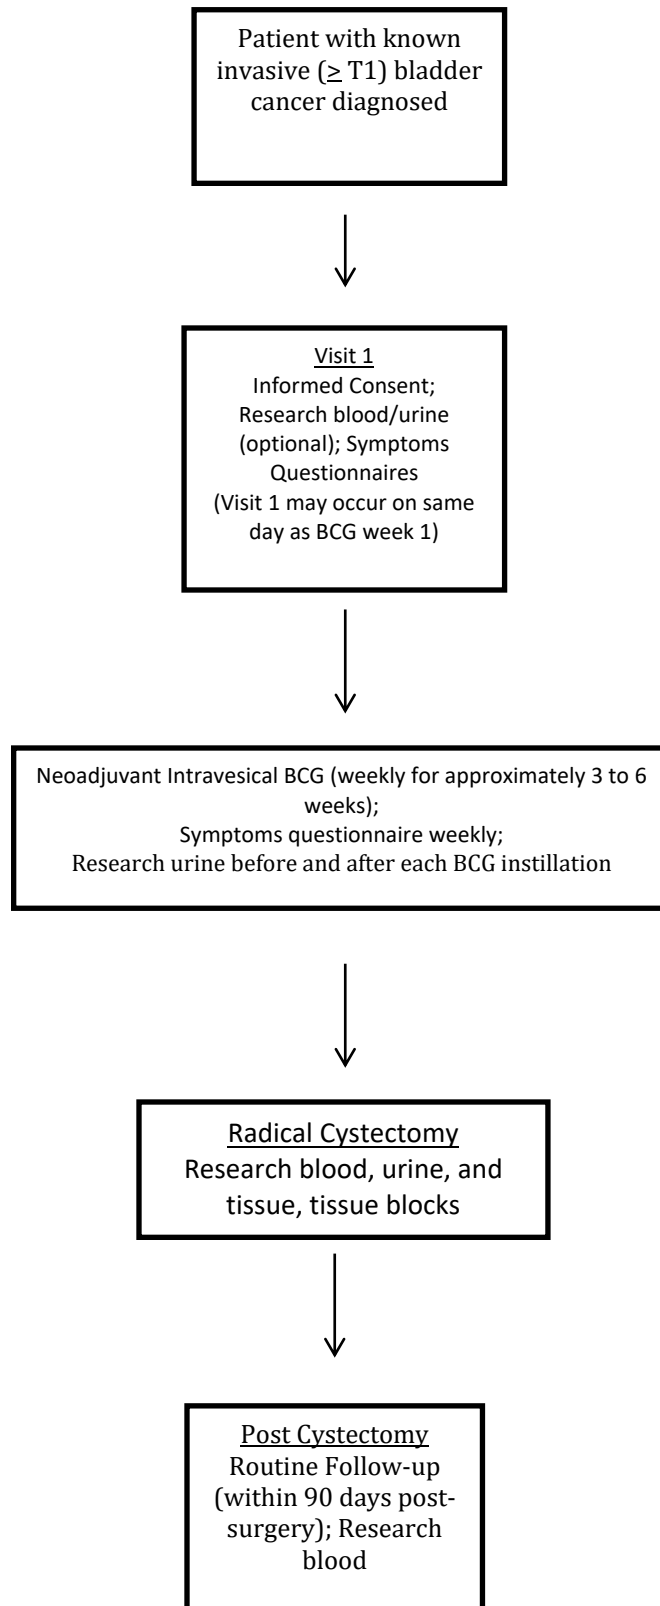 Patient with known
invasive (≥ T1) bladder
cancer diagnosed
Visit 1
Informed Consent;
Research blood/urine
(optional); Symptoms
Questionnaires
(Visit 1 may occur on same
day as BCG week 1)
Neoadjuvant Intravesical BCG (weekly for approximately 3 to 6
weeks);
Symptoms questionnaire weekly;
Research urine before and after each BCG instillation
Radical Cystectomy
Research blood, urine, and
tissue, tissue blocks
Post Cystectomy
Routine Follow-up
(within 90 days post-
surgery); Research
blood